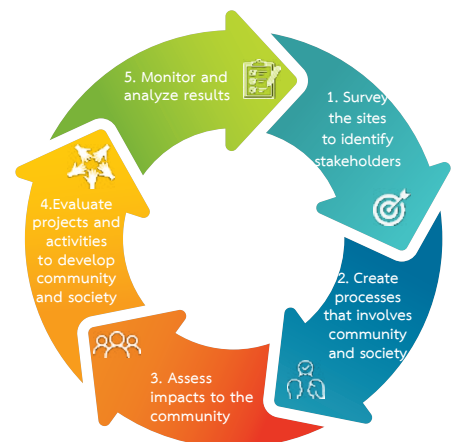 1. Survey
the sites
to identify
stakeholders
2. Create
processes
that involves
community
and society
3. Assess
impacts to the
community
4.Evaluate
projects and
activities
to develop
community
and society
5. Monitor and
analyze results